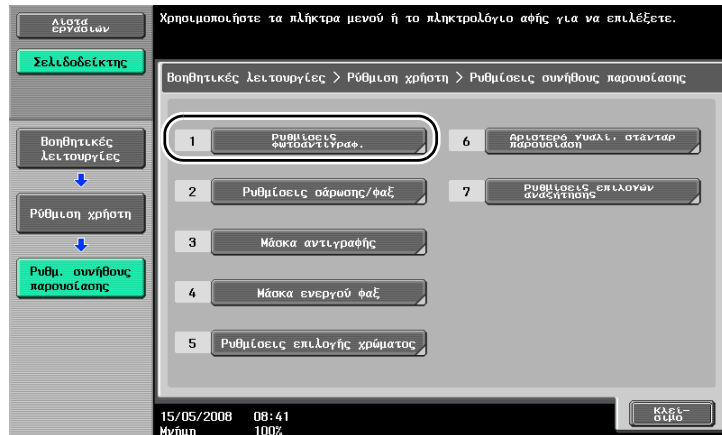 Λίστα
εργασιών
Χρησιμοποιήστε τα πλήκτρα μενού ή το πληκτρολόγιο αφής για να επιλέξετε.
Σελιδοδείκτης
Βοηθητικές λειτουργίες > Ρύθμιση χρήστη > Ρυθμίσεις συνήθους παρουσίασης
Βοηθητικές
λειτουργίες
Ρύθμιση χρήστη
Ρυθμ. συνήθους
παρουσίασης
1 Ρυθμίσεις
φωτοαντίγραφ.
2 Ρυθμίσεις σάρωσης/φαξ
3 Μάσκα αντιγραφής
4 Μάσκα ενεργού φαξ
5 Ρυθμίσεις επιλογής χρώματος
6 Αριστερό γυαλί, στάνταρ
παρουσίαση
7 Ρυθμίσεις επιλογών
αναζήτησης
15/05/2008 08:41
Μνήμη 100%
Κλεί-
σιμο